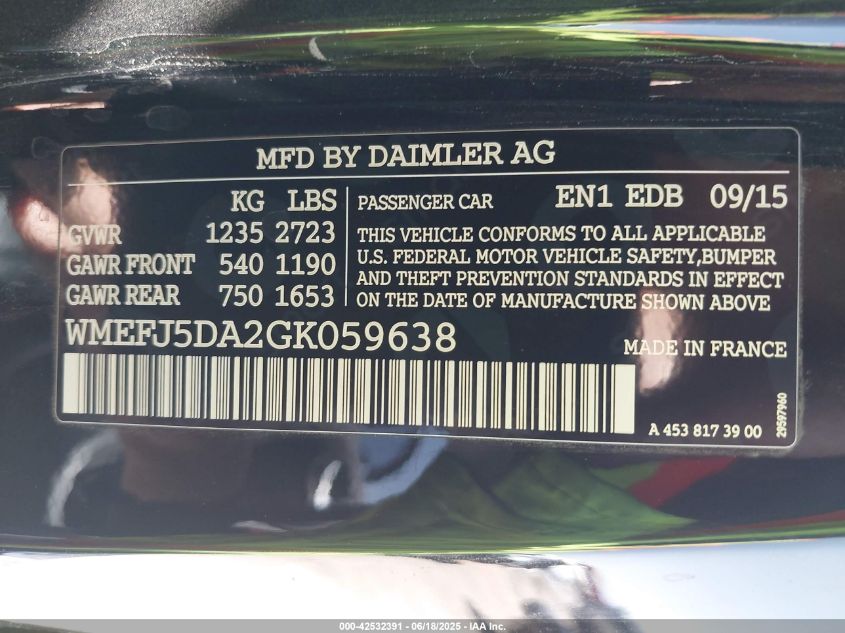 MFD BY DAIMLER AG
KG LBS
GVWR 1235 2723
GAWR FRONT 540 1190
GAWR REAR 750 1653
PASSENGER CAR EN1 EDB 09/15
THIS VEHICLE CONFORMS TO ALL APPLICABLE
U.S. FEDERAL MOTOR VEHICLE SAFETY,BUMPER
AND THEFT PREVENTION STANDARDS IN EFFECT
ON THE DATE OF MANUFACTURE SHOWN ABOVE
WMEFJ5DA2GK059638
MADE IN FRANCE
A 453 817 39 00
29597960
000-42532391 - 06/18/2025 - IAA Inc.